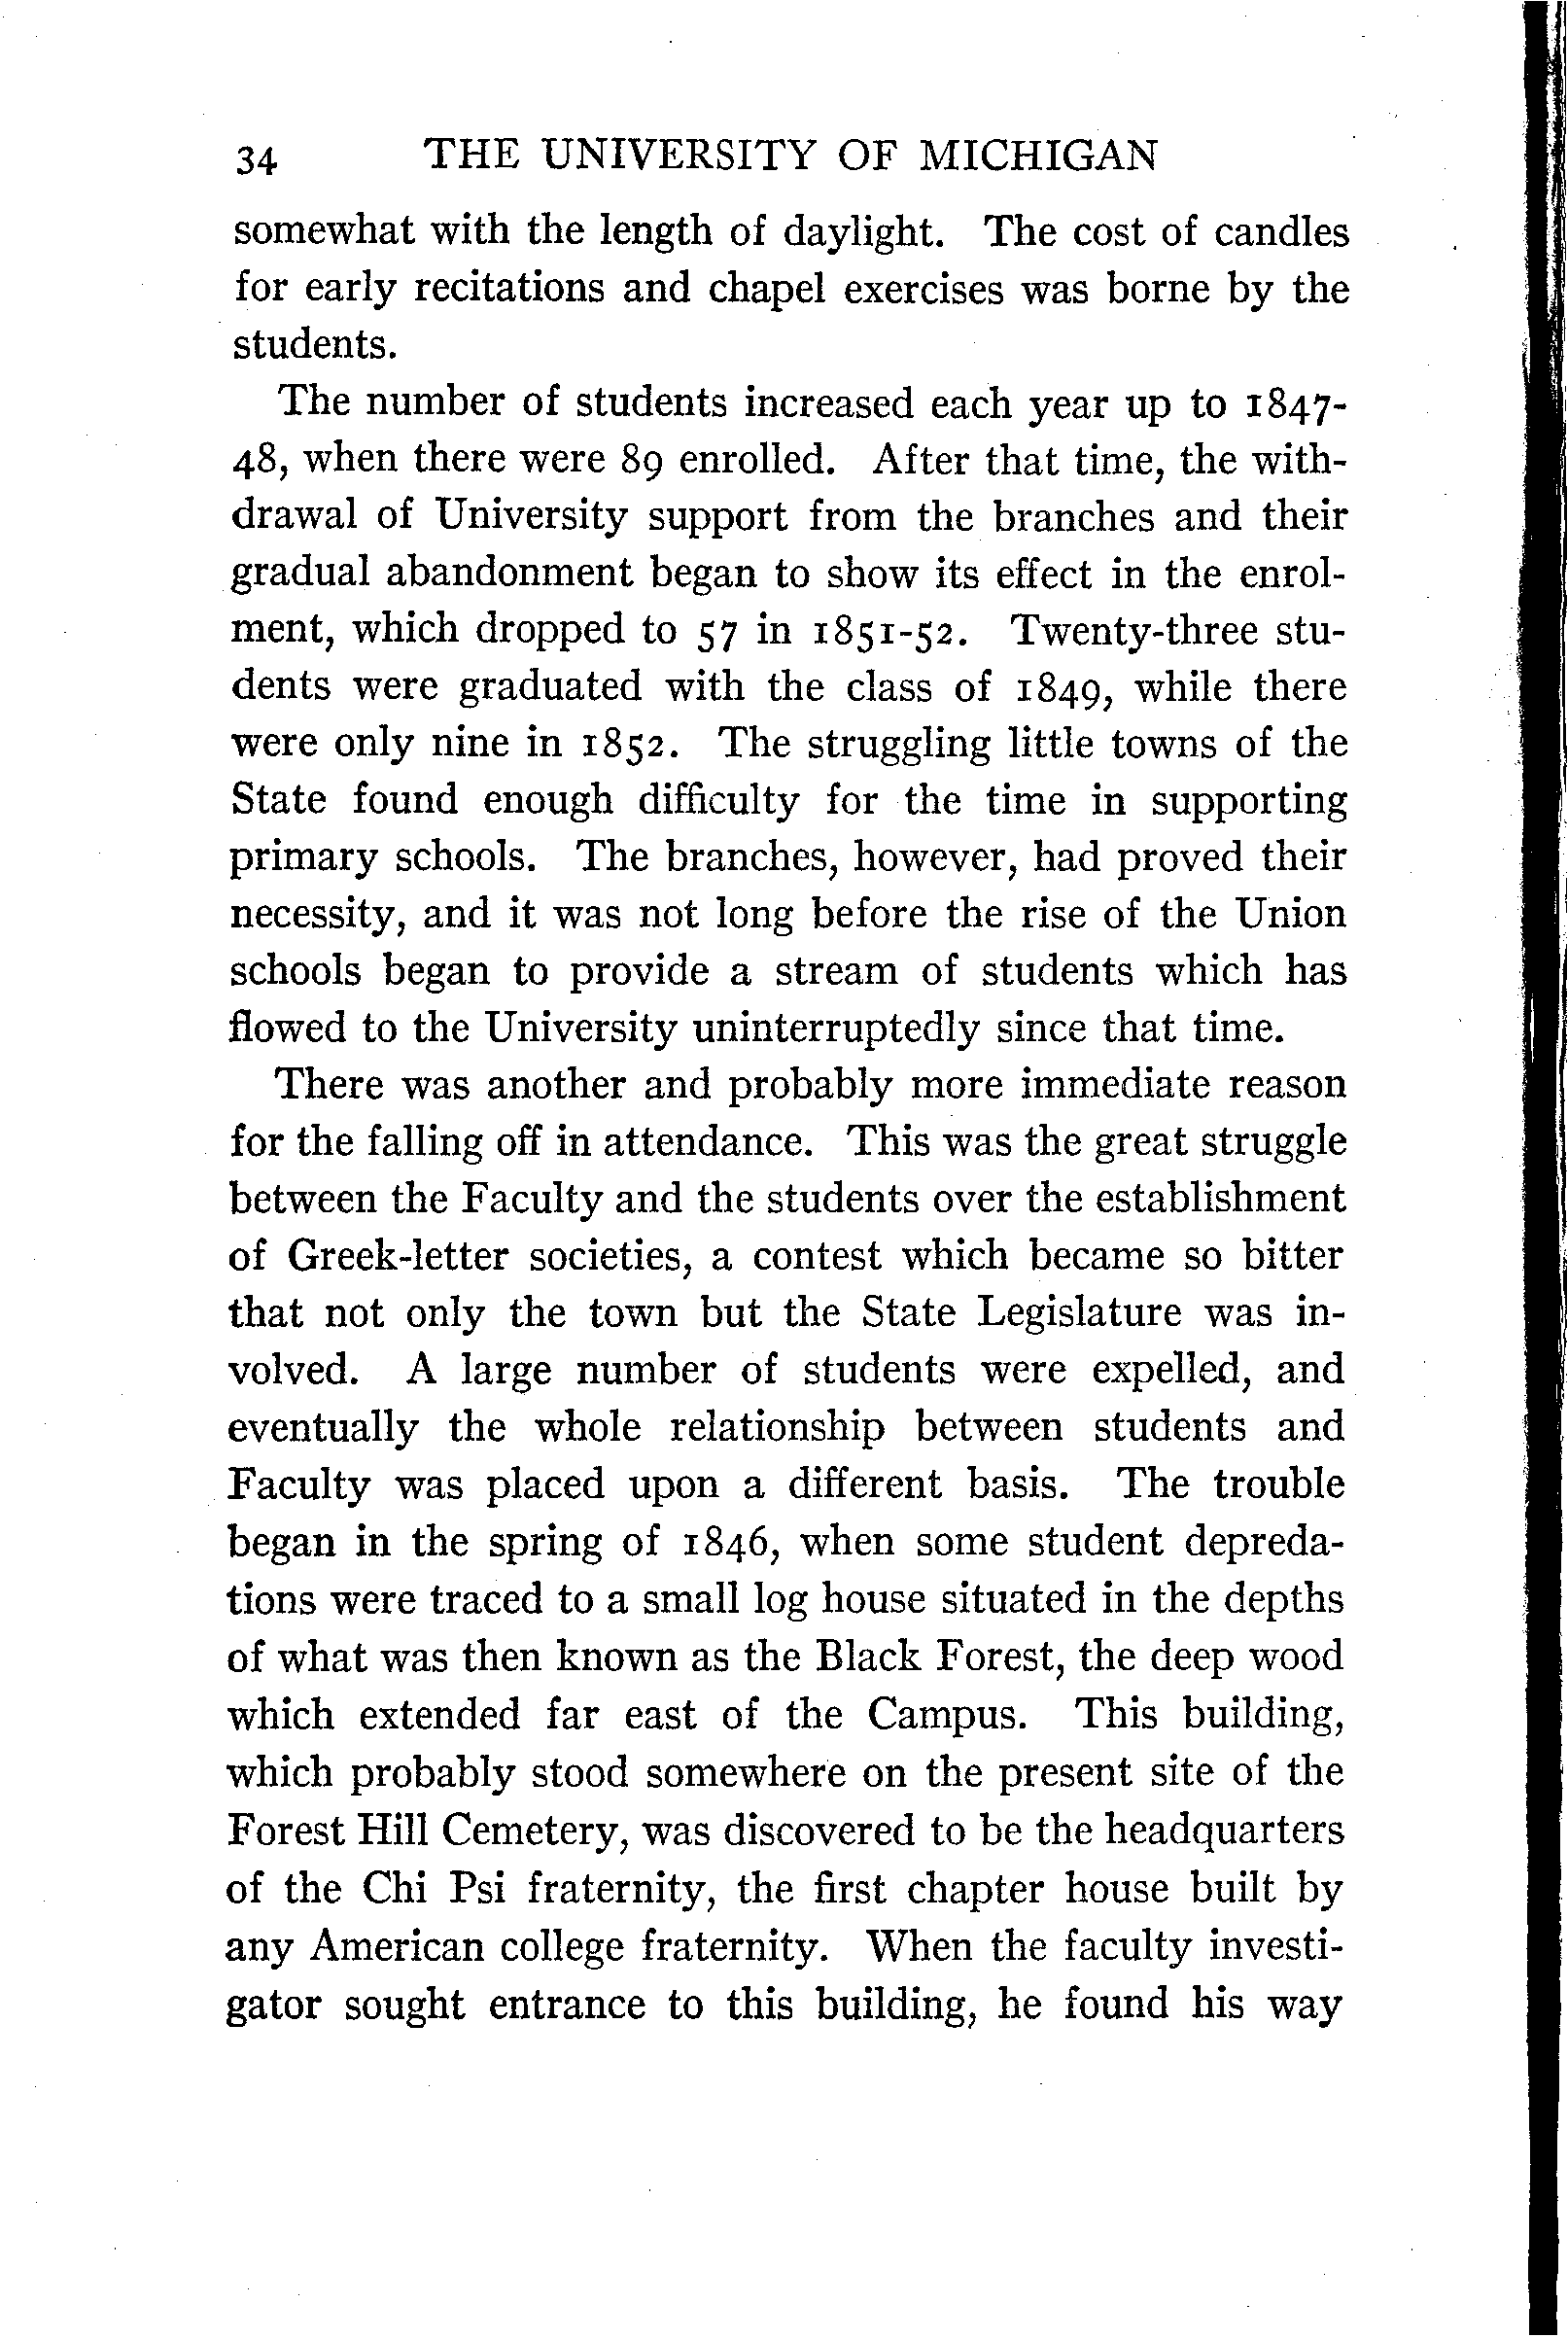 34 THE UNIVERSITY OF MICHIGAN
somewhat with the length of daylight. The cost of candles
for early recitations and chapel exercises was borne by the
students.
The number of students increased each year up to 1847-
48, when there were 89 enrolled. After that time, the with-
drawal of University support from the branches and their
gradual abandonment began to show its effect in the enrol-
ment, which dropped to 57 in 1851-52. Twenty-three stu-
dents were graduated with the class of 1849, while there
were only nine in 1852. The struggling little towns of the
State found enough difficulty for the time in supporting
primary schools. The branches, however, had proved their
necessity, and it was not long before the rise of the Union
schools began to provide a stream of students which has
flowed to the University uninterruptedly since that time.
There was another and probably more immediate reason
for the falling off in attendance. This was the great struggle
between the Faculty and the students over the establishment
of Greek-letter societies, a contest which became so bitter
that not only the town but the State Legislature was in-
volved. A large number of students were expelled, and
eventually the whole relationship between students and
Faculty was placed upon a different basis. The trouble
began in the spring of 1846, when some student depreda-
tions were traced to a small log house situated in the depths
of what was then known as the Black Forest, the deep wood
which extended far east of the Campus. This building,
which probably stood somewhere on the present site of the
Forest Hill Cemetery, was discovered to be the headquarters
of the Chi Psi fraternity, the first chapter house built by
any American college fraternity. When the faculty investi-
gator sought entrance to this building, he found his way